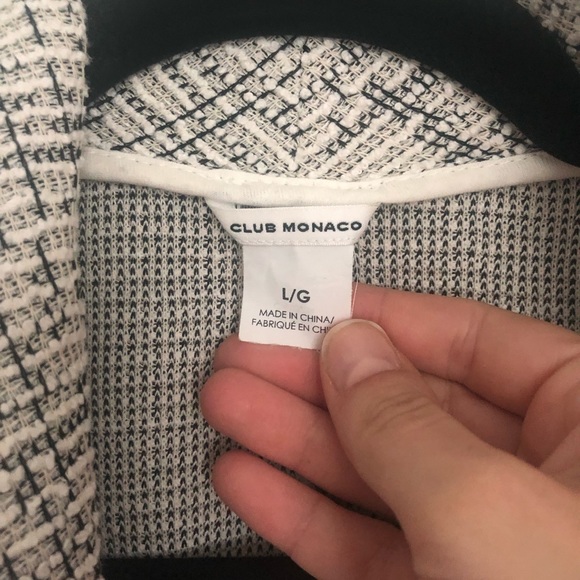 CLUB MONACO
L/G
MADE IN CHINA/
FABRIQUÉ EN